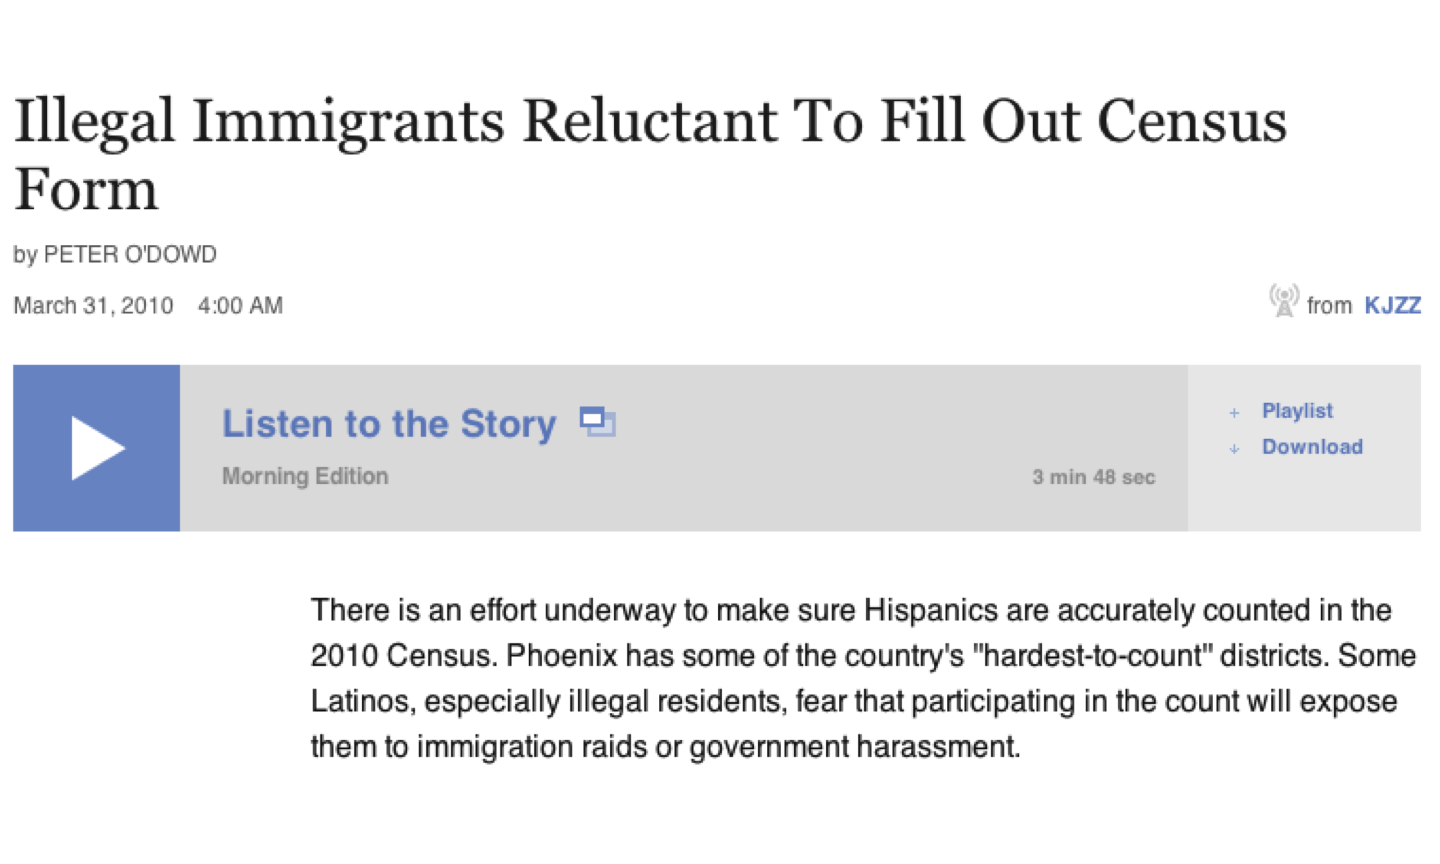 Illegal Immigrants Reluctant To Fill Out Census
Form
by PETER O'DOWD
March 31, 2010 4:00 AM
from KJZZ
Listen to the Story
Morning Edition
3 min 48 sec
+ Playlist
↓ Download
There is an effort underway to make sure Hispanics are accurately counted in the
2010 Census. Phoenix has some of the country's "hardest-to-count" districts. Some
Latinos, especially illegal residents, fear that participating in the count will expose
them to immigration raids or government harassment.